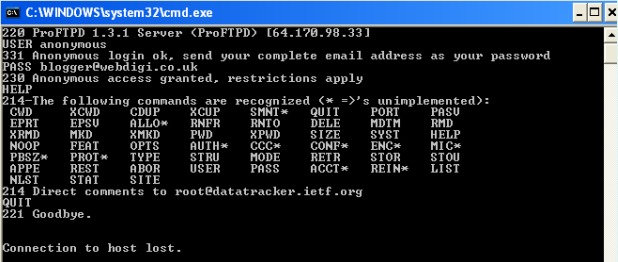 C:\WINDOWS\system32\cmd.exe
220 ProFTPD 1.3.1 Server (ProFTPD) [64.170.98.33]
USER anonymous
331 Anonymous login ok, send your complete email address as your password
PASS blogger@webdigi.co.uk
230 Anonymous access granted, restrictions apply
HELP
214-The following commands are recognized (* =>'s unimplemented):
CWD XCWD CDUP XCUP SMNT* QUIT PORT PASV
EPRT EPSV ALLO* RNFR RNTO DELE MDTM RMD
XRMD MKD XMKD PWD XPWD SIZE SYST HELP
NOOP FEAT OPTS AUTH* CCC* CONF* ENC* MIC*
PBSZ* PROT* TYPE STRU MODE RETR STOR STOU
APPE REST ABOR USER PASS ACCT* REIN* LIST
NLST STAT SITE
214 Direct comments to root@datatracker.ietf.org
QUIT
221 Goodbye.
Connection to host lost.